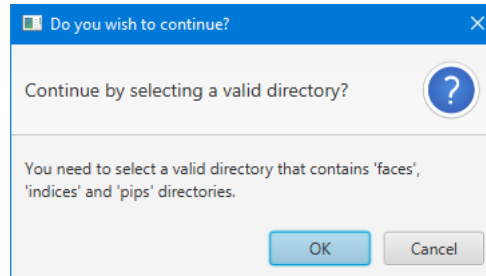 Do you wish to continue?
Continue by selecting a valid directory?
?
You need to select a valid directory that contains 'faces',
'indices' and 'pips' directories.
OK Cancel